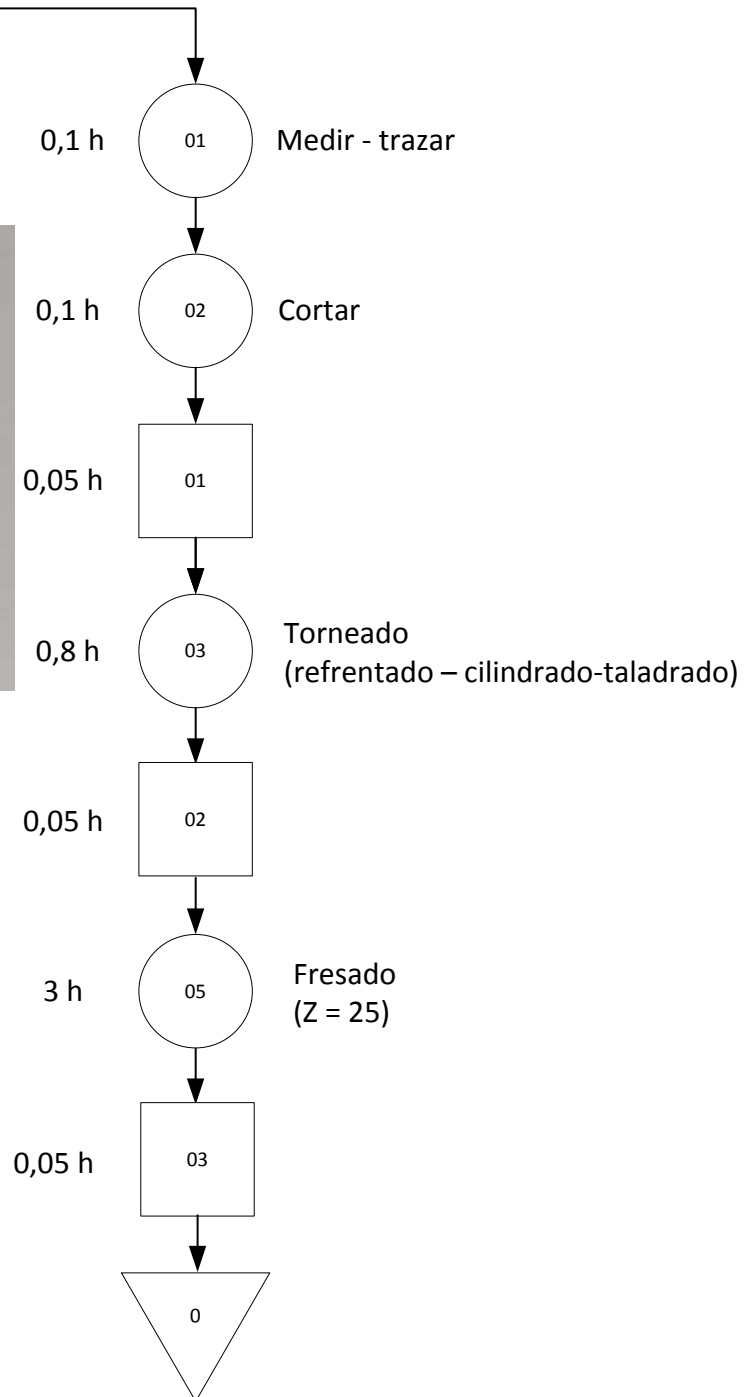 0,1 h
01
Medir - trazar
0,1 h
02
Cortar
0,05 h
01
0,8 h
03
Torneado
(refrentado – cilindrado-taladrado)
0,05 h
02
3 h
05
Fresado
(Z = 25)
0,05 h
03
0